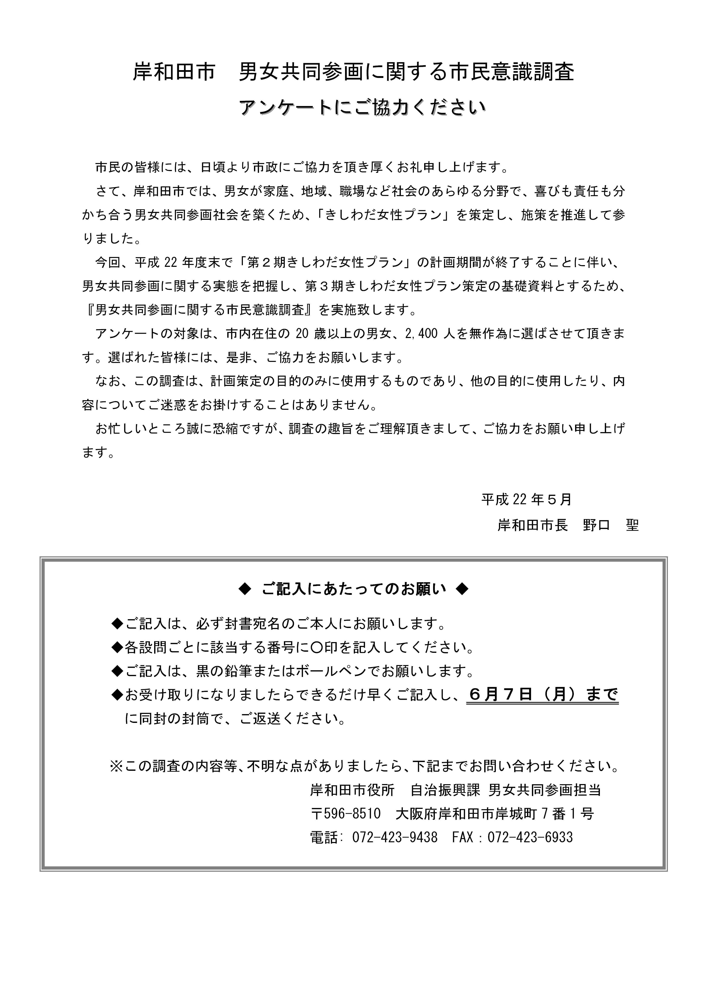 岸和田市　男女共同参画に関する市民意識調査
アンケートにご協力ください
市民の皆様には、日頃より市政にご協力を頂き厚くお礼申し上げます。
さて、岸和田市では、男女が家庭、地域、職場など社会のあらゆる分野で、喜びも責任も分
かち合う男女共同参画社会を築くため、「きしわだ女性プラン」を策定し、施策を推進して参
りました。
今回、平成 22 年度末で「第２期きしわだ女性プラン」の計画期間が終了することに伴い、
男女共同参画に関する実態を把握し、第３期きしわだ女性プラン策定の基礎資料とするため、
『男女共同参画に関する市民意識調査』を実施致します。
アンケートの対象は、市内在住の 20 歳以上の男女、2,400 人を無作為に選ばさせて頂きま
す。選ばれた皆様には、是非、ご協力をお願いします。
なお、この調査は、計画策定の目的のみに使用するものであり、他の目的に使用したり、内
容についてご迷惑をお掛けすることはありません。
お忙しいところ誠に恐縮ですが、調査の趣旨をご理解頂きまして、ご協力をお願い申し上げ
ます。
平成 22 年５月
岸和田市長　野口　聖
◆ ご記入にあたってのお願い ◆
◆ご記入は、必ず封書宛名のご本人にお願いします。
◆各設問ごとに該当する番号に〇印を記入してください。
◆ご記入は、黒の鉛筆またはボールペンでお願いします。
◆お受け取りになりましたらできるだけ早くご記入し、６月７日（月）まで
に同封の封筒で、ご返送ください。
※この調査の内容等、不明な点がありましたら、下記までお問い合わせください。
岸和田市役所　自治振興課 男女共同参画担当
〒596-8510　大阪府岸和田市岸城町 7 番 1 号
電話: 072-423-9438　FAX：072-423-6933